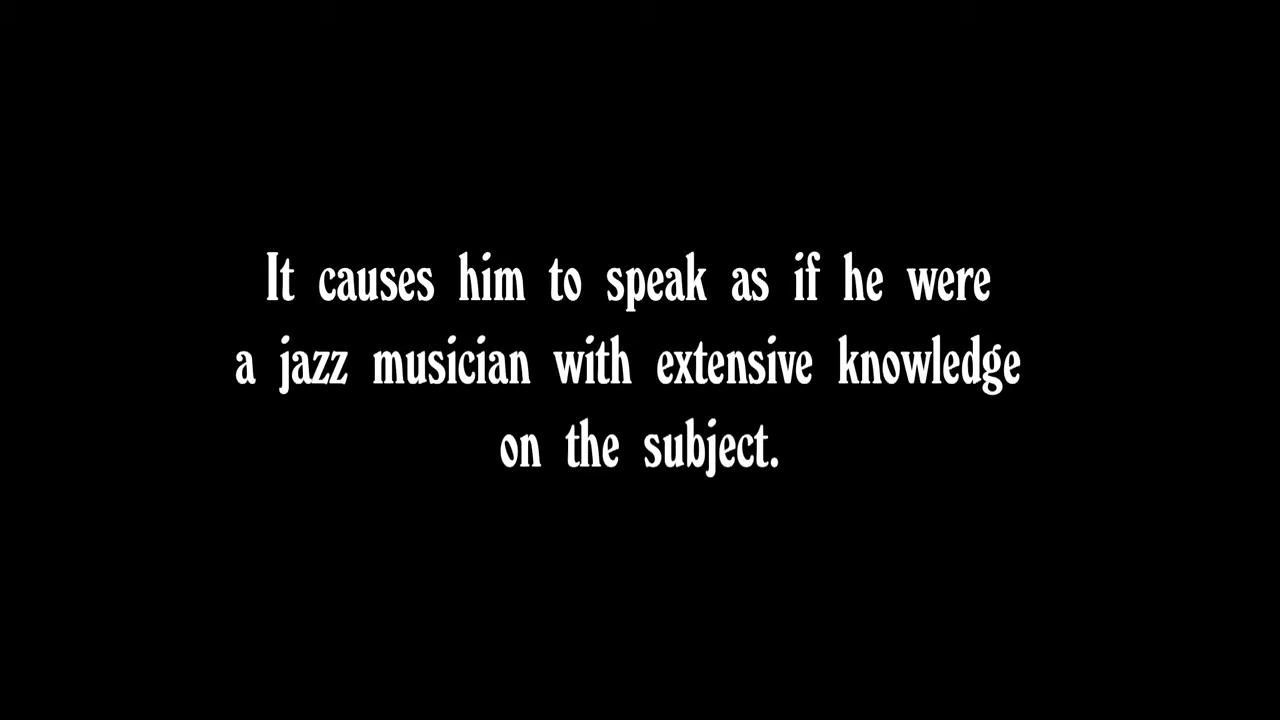 It causes him to speak as if he were
a jazz musician with extensive knowledge
on the subject.